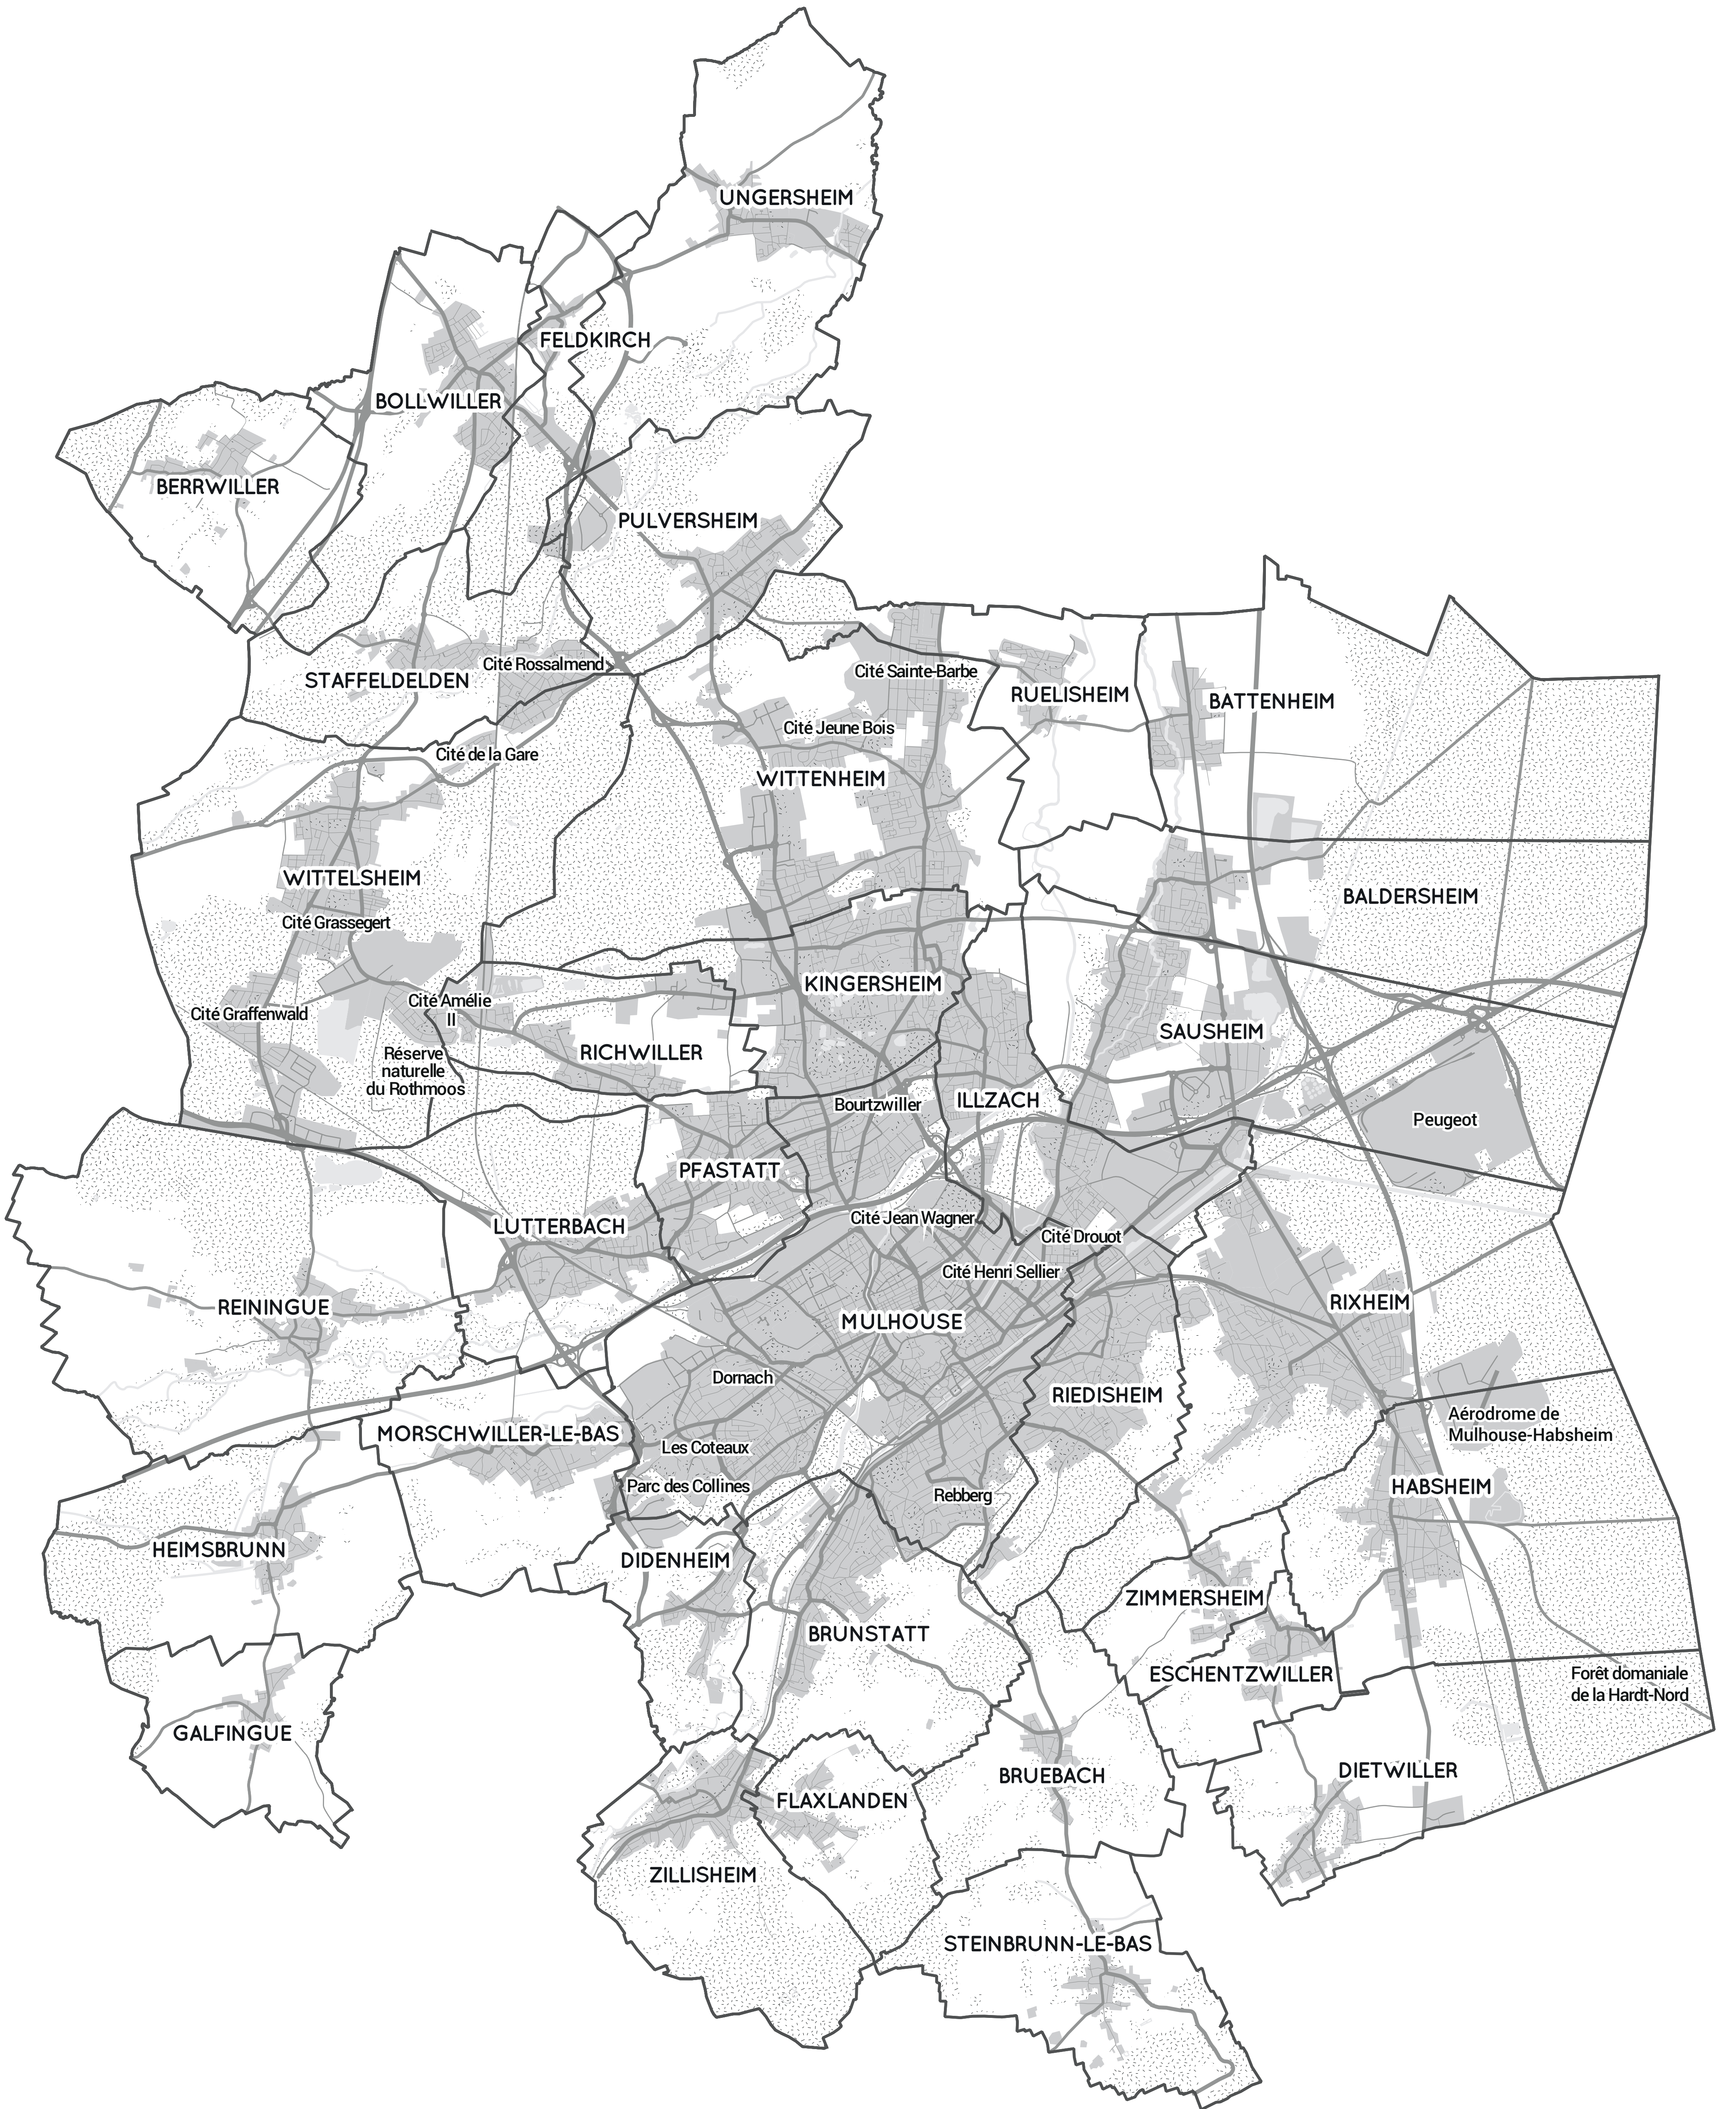 UNGERSHEIM
FELDKIRCH
BOLLWILLER
BERRWILLER
PULVERSHEIM
Cité Rossalmend
Cité Sainte-Barbe
STAFFELDELDEN
RUELISHEIM
BATTENHEIM
Cité Jeune Bois
Cité de la Gare
WITTENHEIM
WITTELSHEIM
BALDERSHEIM
Cité Grassegert
KINGERSHEIM
Cité Amélie
II
Cité Graffenwald
SAUSHEIM
RICHWILLER
Réserve
naturelle
du Rothmoos
ILLZACH
Bourtzwiller
Peugeot
PFASTATT
Cité Jean Wagner
LUTTERBACH
Cité Drouot
Cité Henri Sellier
RIXHEIM
REININGUE
MULHOUSE
Dornach
RIEDISHEIM
Aérodrome de
Mulhouse-Habsheim
MORSCHWILLER-LE-BAS
Les Coteaux
Parc des Collines
HABSHEIM
Rebberg
HEIMSBRUNN
DIDENHEIM
ZIMMERSHEIM
BRUNSTATT
ESCHENTZWILLER
Forêt domaniale
de la Hardt-Nord
GALFINGUE
DIETWILLER
BRUEBACH
FLAXLANDEN
ZILLISHEIM
STEINBRUNN-LE-BAS